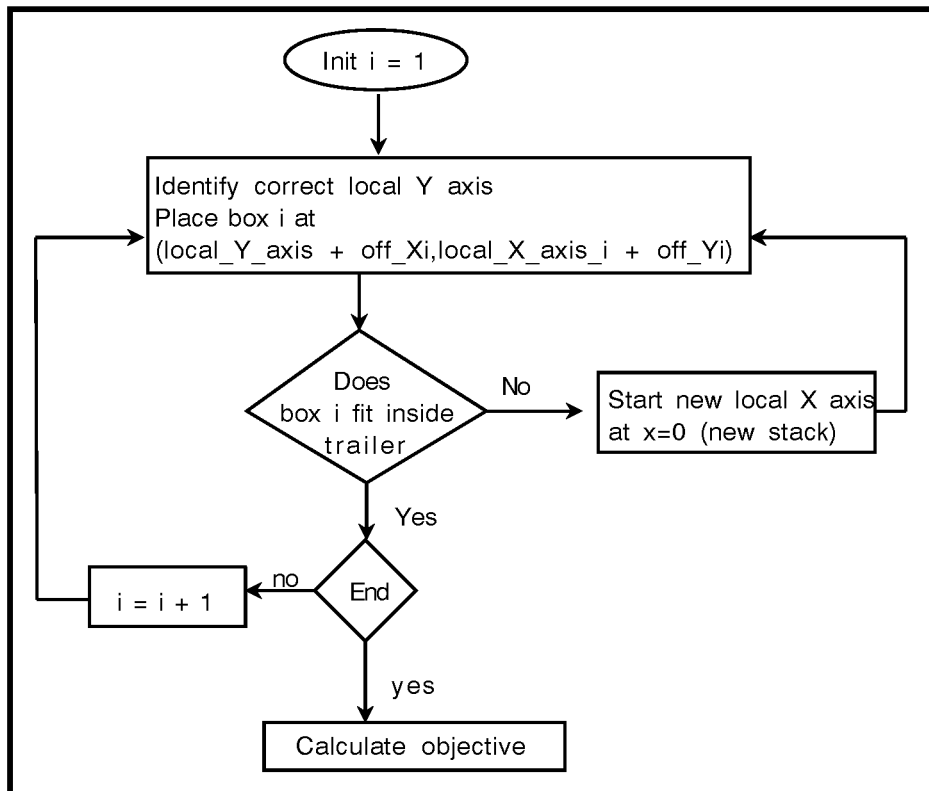 Init i = 1
Identify correct local Y axis
Place box i at
(local_Y_axis + off_Xi,local_X_axis_i + off_Yi)
Does
box i fit inside
trailer
No
Start new local X axis
at x=0 (new stack)
Yes
End
no
i = i + 1
yes
Calculate objective